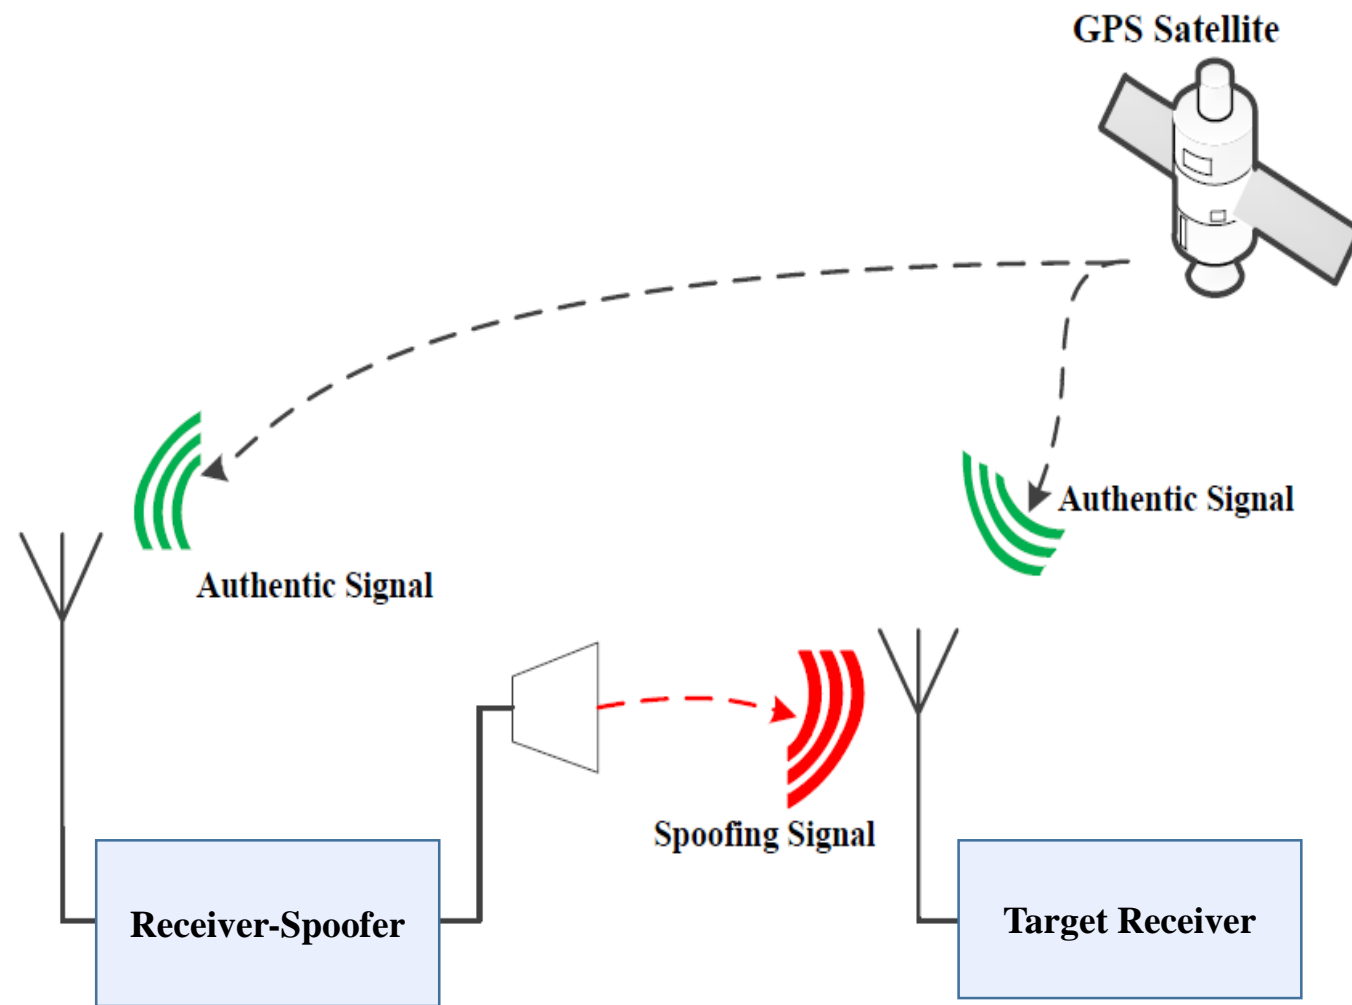 GPS Satellite
Authentic Signal
Authentic Signal
Spoofing Signal
Receiver-Spoofer
Target Receiver